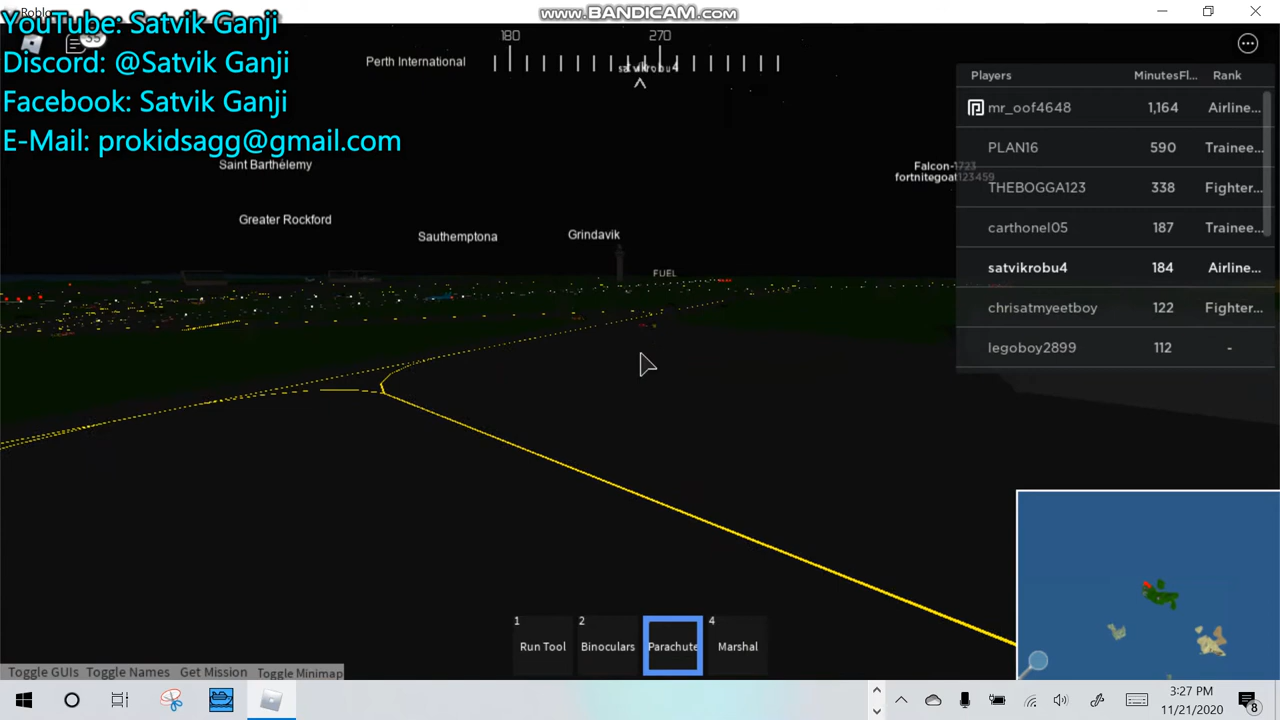 Roblo
www.BANDICAM.com
YouTube: Satvik Ganji
Discord: @Satvik Ganji
Facebook: Satvik Ganji
E-Mail: prokidsagg@gmail.com
180
270
Perth International
satvikrobu4
Saint Barthélemy
Greater Rockford
Sauthemptona
Grindavik
FUEL
Falcon-1723
fortnitegoat123459
Players MinutesFl... Rank
mr_oof4648 1,164 Airline...
PLAN16 590 Trainee...
THEBOGGA123 338 Fighter...
carthonel05 187 Trainee...
satvikrobu4 184 Airline...
chrisatmyeetboy 122 Fighter...
legoboy2899 112 -
1 Run Tool
2 Binoculars
Parachute
4 Marshal
Toggle GUIs Toggle Names Get Mission Toggle Minimap
3:27 PM
11/21/2020
8